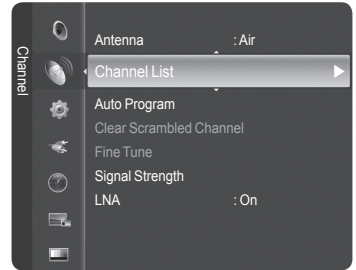 Channel
Antenna : Air
Channel List
Auto Program
Clear Scrambled Channel
Fine Tune
Signal Strength
LNA : On